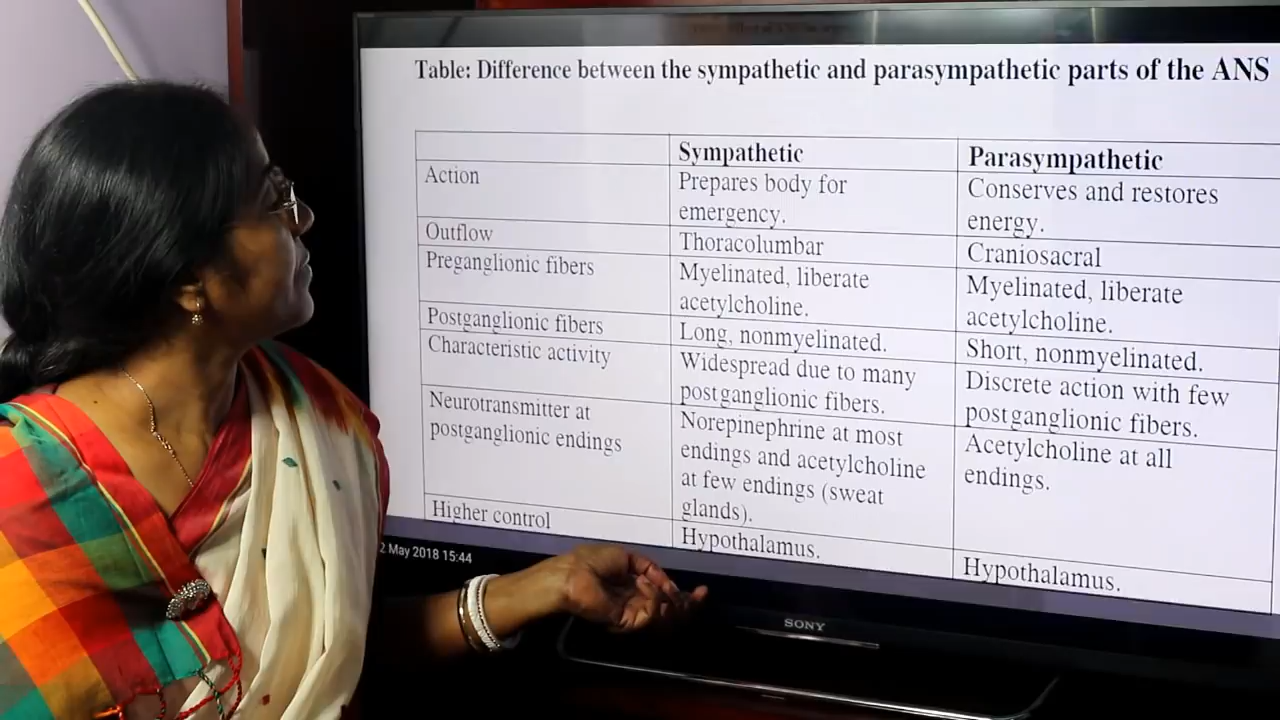 Table: Difference between the sympathetic and parasympathetic parts of the ANS
Sympathetic
Parasympathetic
Action
Prepares body for
emergency.
Conserves and restores
energy.
Outflow
Thoracolumbar
Craniosacral
Preganglionic fibers
Myelinated, liberate
acetylcholine.
Myelinated, liberate
acetylcholine.
Postganglionic fibers
Long, nonmyelinated.
Short, nonmyelinated.
Characteristic activity
Widespread due to many
postganglionic fibers.
Discrete action with few
postganglionic fibers.
Neurotransmitter at
postganglionic endings
Norepinephrine at most
endings and acetylcholine
at few endings (sweat
glands).
Acetylcholine at all
endings.
Higher control
Hypothalamus.
Hypothalamus.
2 May 2018 15:44
SONY